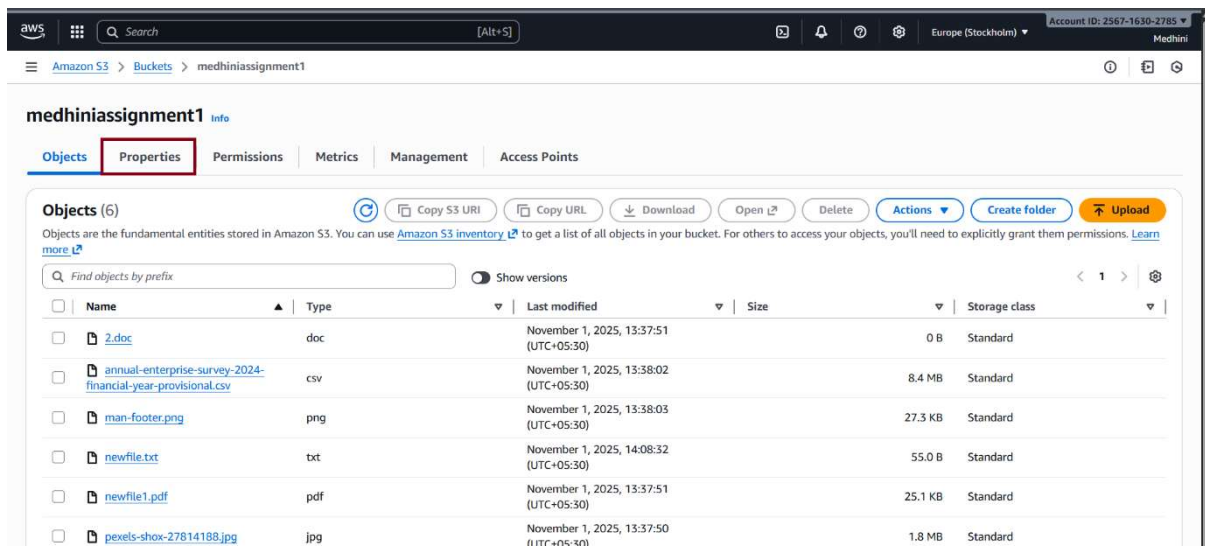 aws
Search [Alt+S]
Europe (Stockholm) ▼
Account ID: 2567-1630-2785 ▼
Medhini
Amazon S3 > Buckets > medhiniassignment1
medhiniassignment1 Info
Objects Properties Permissions Metrics Management Access Points
Objects (6)
Copy S3 URI Copy URL Download Open Delete Actions ▼ Create folder Upload
Objects are the fundamental entities stored in Amazon S3. You can use Amazon S3 inventory to get a list of all objects in your bucket. For others to access your objects, you'll need to explicitly grant them permissions. Learn
more
Find objects by prefix
Show versions
< 1 >
Name Type Last modified Size Storage class
2.doc doc November 1, 2025, 13:37:51 (UTC+05:30) 0 B Standard
annual-enterprise-survey-2024-
financial-year-provisional.csv csv November 1, 2025, 13:38:02 (UTC+05:30) 8.4 MB Standard
man-footer.png png November 1, 2025, 13:38:03 (UTC+05:30) 27.3 KB Standard
newfile.txt txt November 1, 2025, 14:08:32 (UTC+05:30) 55.0 B Standard
newfile1.pdf pdf November 1, 2025, 13:37:51 (UTC+05:30) 25.1 KB Standard
pexels-shox-27814188.jpg jpg November 1, 2025, 13:37:50 (UTC+05:30) 1.8 MB Standard